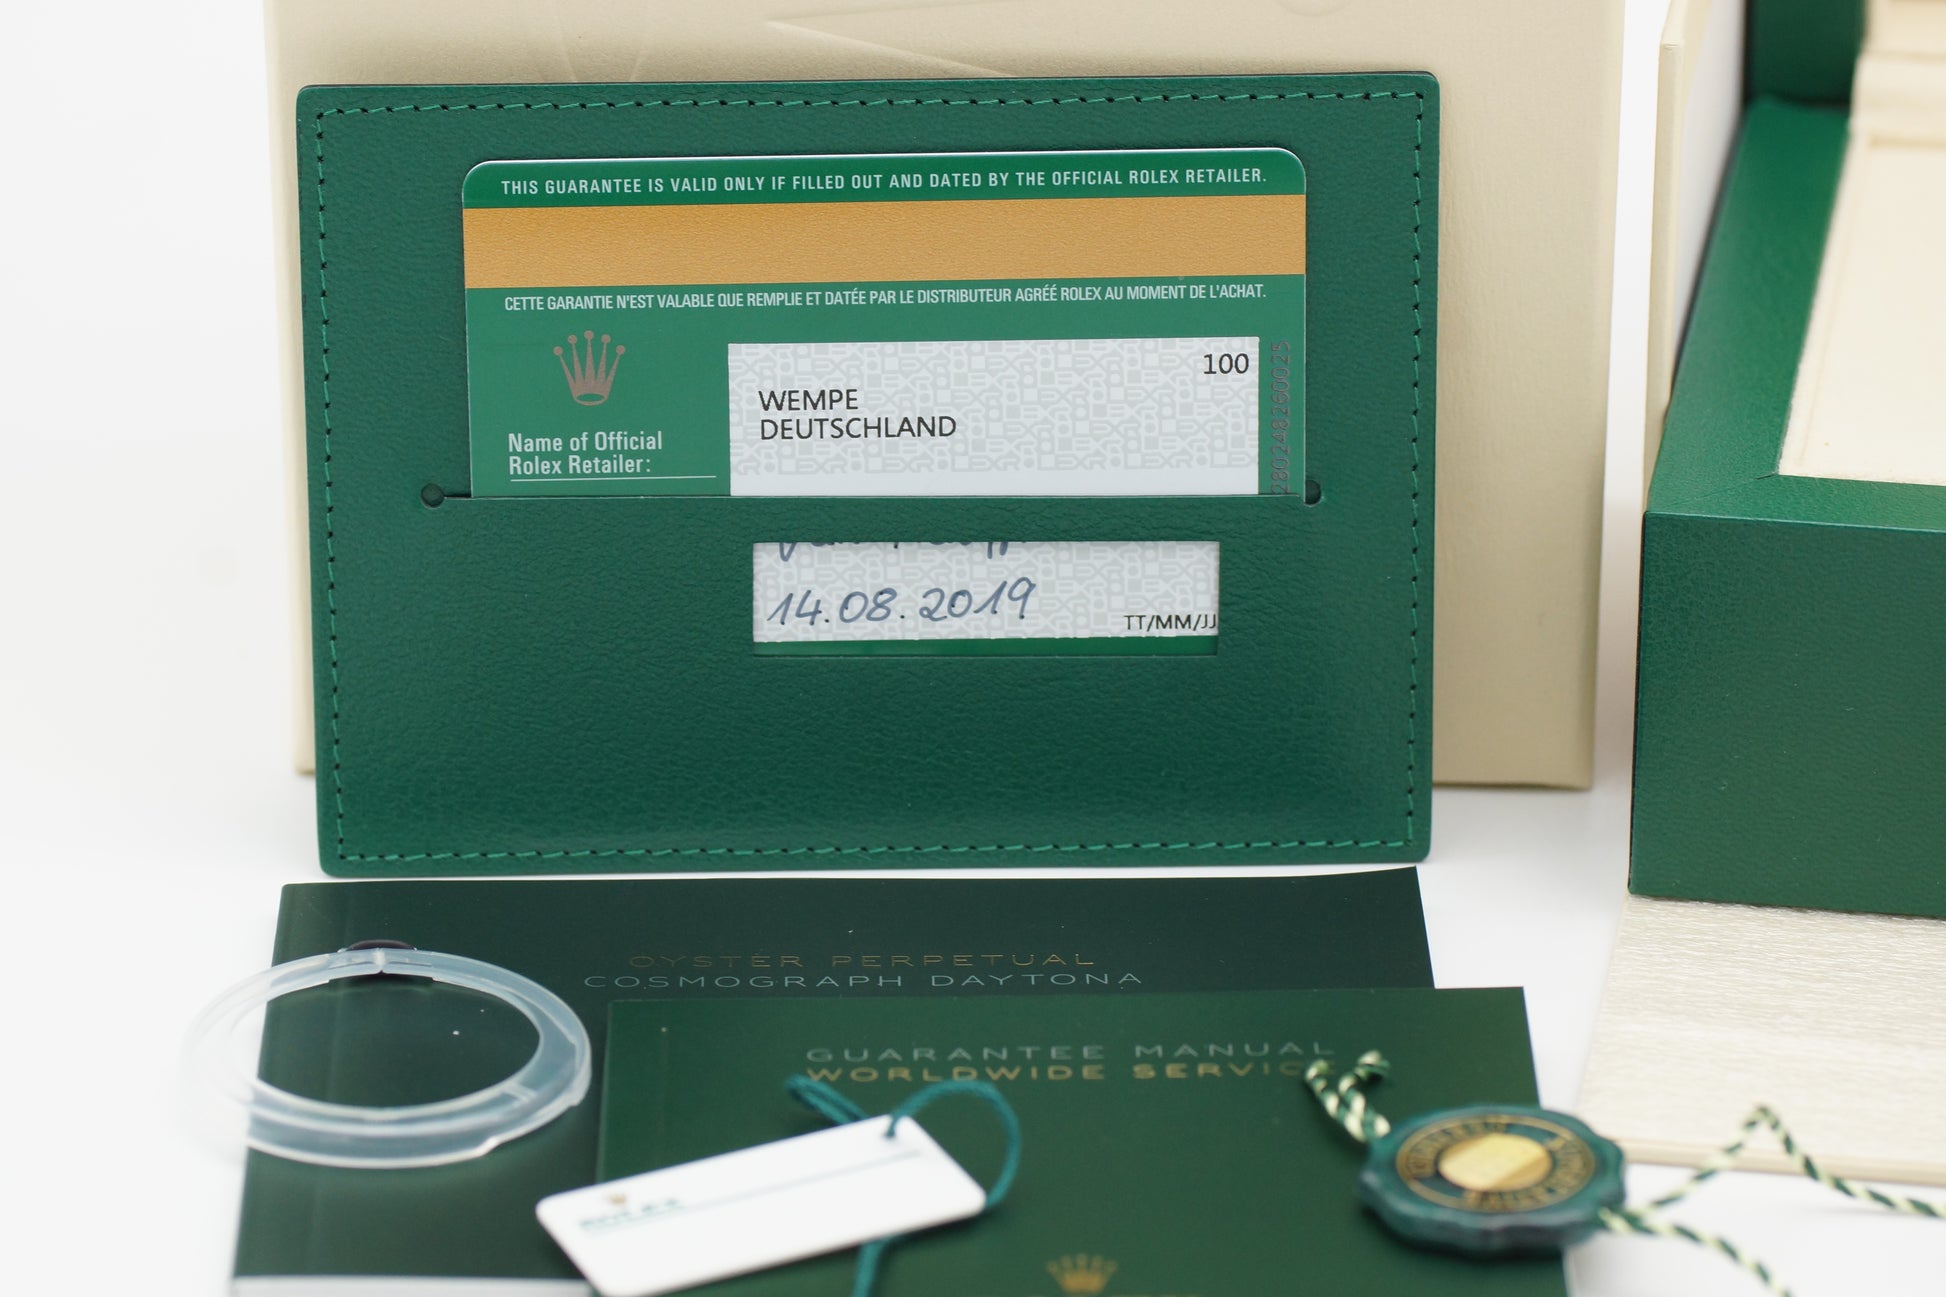 THIS GUARANTEE IS VALID ONLY IF FILLED OUT AND DATED BY THE OFFICIAL ROLEX RETAILER.
CETTE GARANTIE N'EST VALABLE QUE REMPLIE ET DATÉE PAR LE DISTRIBUTEUR AGRÉÉ ROLEX AU MOMENT DE L'ACHAT.
100
WEMPE
DEUTSCHLAND
Name of Official
Rolex Retailer:
280248260025
14.08.2019
TT/MM/JJ
OYSTER PERPETUAL
COSMOGRAPH DAYTONA
GUARANTEE MANUAL
WORLDWIDE SERVICE
ROLEX